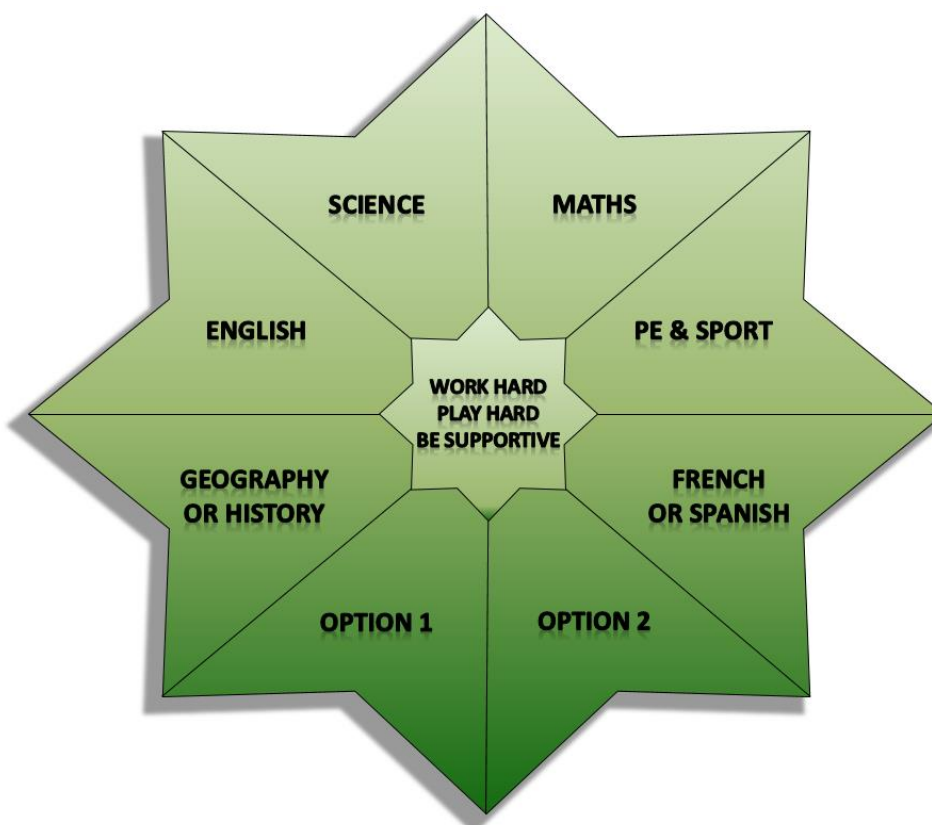 SCIENCE
MATHS
ENGLISH
PE & SPORT
WORK HARD
PLAY HARD
BE SUPPORTIVE
GEOGRAPHY
OR HISTORY
FRENCH
OR SPANISH
OPTION 1
OPTION 2